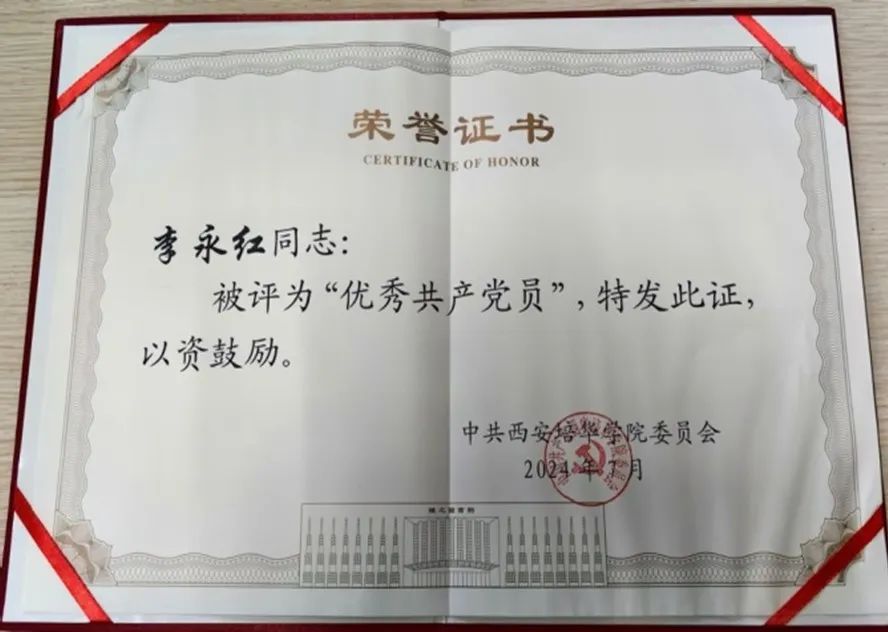 荣誉证书
CERTIFICATE OF HONOR
李永红同志：
被评为“优秀共产党员”，特发此证，
以资鼓励。
中共西安培华学院委员会
2024年7月